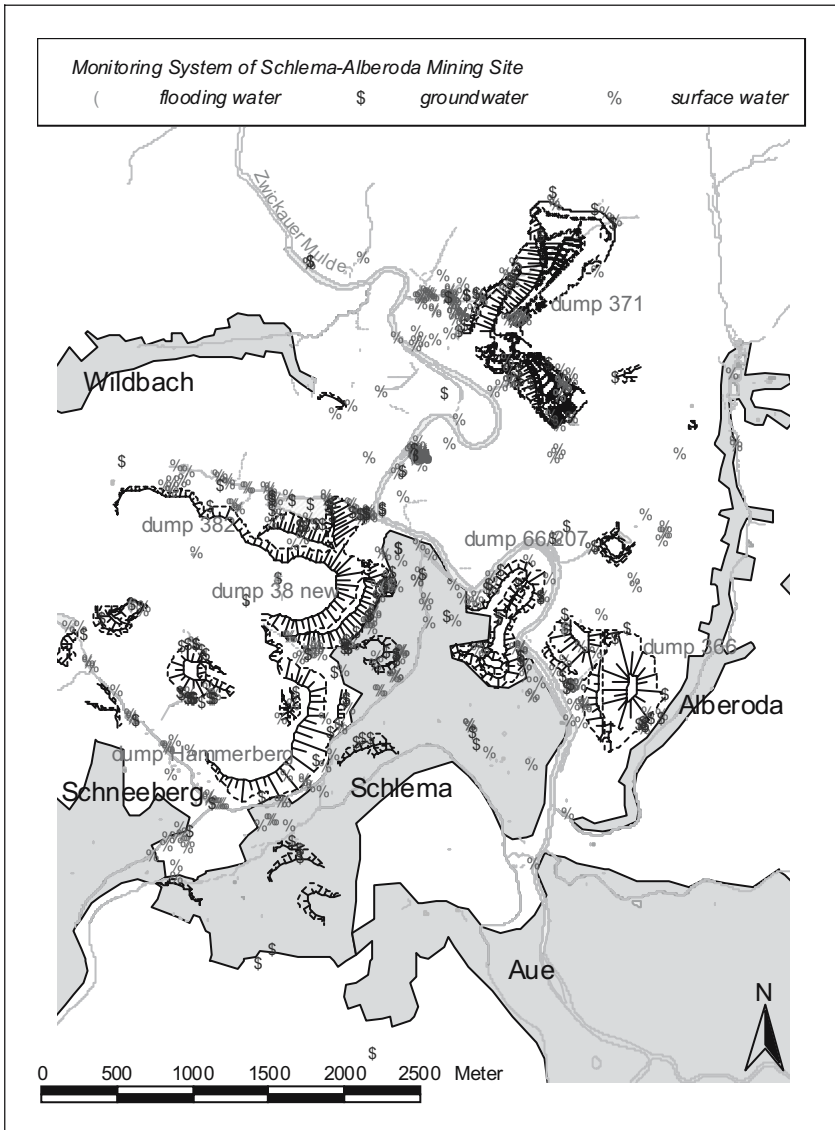 Monitoring System of Schlema-Alberoda Mining Site
( flooding water $ groundwater % surface water
Zwickauer Mulde
dump 371
Wildbach
dump 382
dump 66/207
dump 38 new
dump 366
Alberoda
dump Hammerberg
Schneeberg
Schlema
Aue
N
0 500 1000 1500 2000 2500 Meter